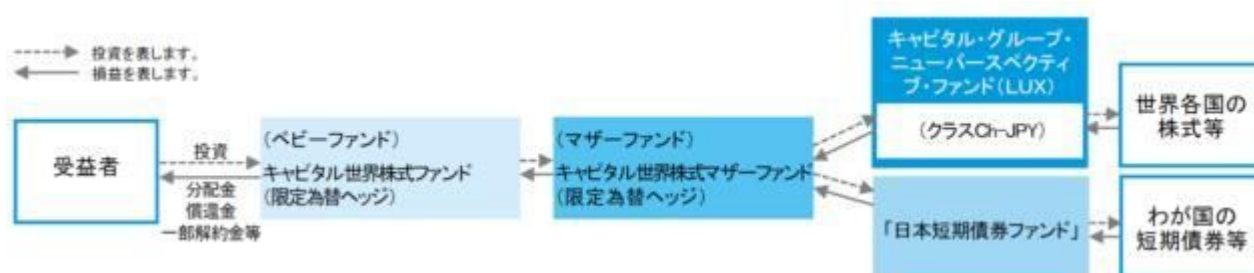 投資を表します。
損益を表します。
受益者
投資
分配金
償還金
一部解約金等
(ベビーファンド)
キャピタル世界株式ファンド
(限定為替ヘッジ)
(マザーファンド)
キャピタル世界株式マザーファンド
(限定為替ヘッジ)
キャピタル・グループ・
ニューパースペクティ
ブ・ファンド(LUX)
(クラスCh-JPY)
世界各国の
株式等
「日本短期債券ファンド」
わが国の
短期債券等